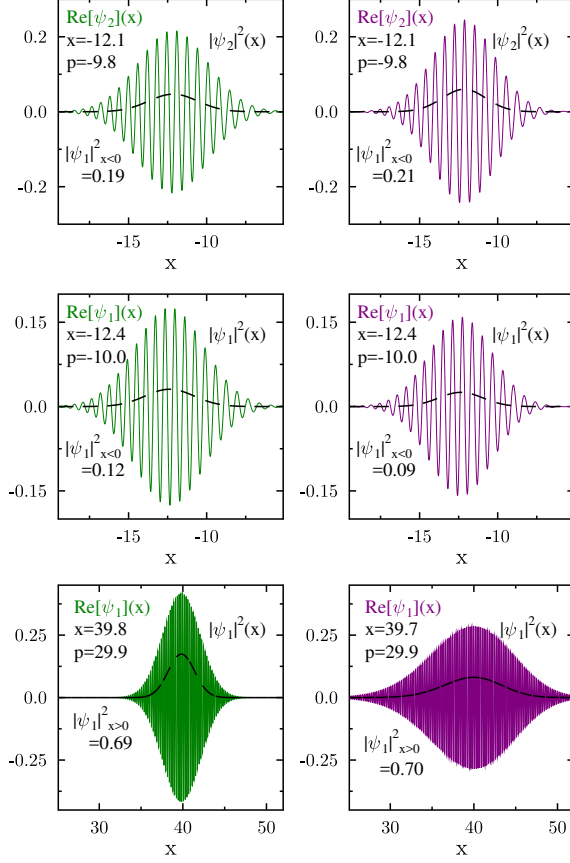 Re[ψ₂](x)
x=-12.1
p=-9.8
|ψ₂|²(x)
|ψ₁|²ₓ<₀
=0.19
0.2
0.0
-0.2
-15
-10
X
Re[ψ₂](x)
x=-12.1
p=-9.8
|ψ₂|²(x)
|ψ₁|²ₓ<₀
=0.21
0.2
0.0
-0.2
-15
-10
X
Re[ψ₁](x)
x=-12.4
p=-10.0
|ψ₁|²(x)
|ψ₁|²ₓ<₀
=0.12
0.15
0.0
-0.15
-15
-10
X
Re[ψ₁](x)
x=-12.4
p=-10.0
|ψ₁|²(x)
|ψ₁|²ₓ<₀
=0.09
0.15
0.0
-0.15
-15
-10
X
Re[ψ₁](x)
x=39.8
p=29.9
|ψ₁|²(x)
|ψ₁|²ₓ>₀
=0.69
0.25
0.0
-0.25
30
40
50
X
Re[ψ₁](x)
x=39.7
p=29.9
|ψ₁|²(x)
|ψ₁|²ₓ>₀
=0.70
0.25
0.0
-0.25
30
40
50
X